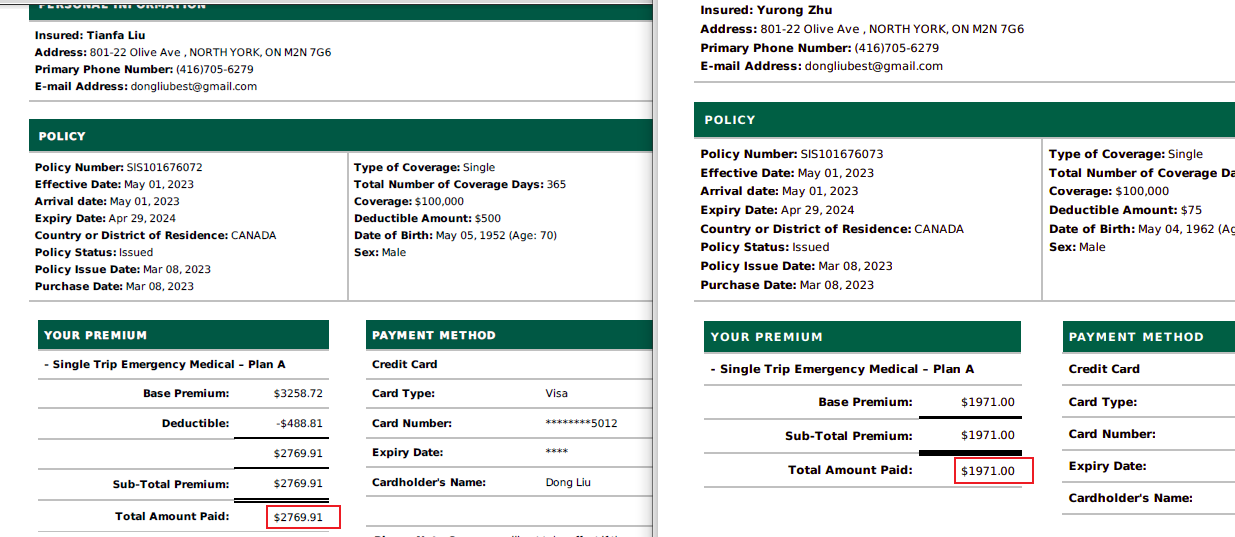 PERSONAL INFORMATION
Insured: Tianfa Liu
Address: 801-22 Olive Ave , NORTH YORK, ON M2N 7G6
Primary Phone Number: (416)705-6279
E-mail Address: dongliubest@gmail.com
POLICY
Policy Number: SIS101676072
Effective Date: May 01, 2023
Arrival date: May 01, 2023
Expiry Date: Apr 29, 2024
Country or District of Residence: CANADA
Policy Status: Issued
Policy Issue Date: Mar 08, 2023
Purchase Date: Mar 08, 2023
Type of Coverage: Single
Total Number of Coverage Days: 365
Coverage: $100,000
Deductible Amount: $500
Date of Birth: May 05, 1952 (Age: 70)
Sex: Male
YOUR PREMIUM
- Single Trip Emergency Medical – Plan A
Base Premium: $3258.72
Deductible: -$488.81
$2769.91
Sub-Total Premium: $2769.91
Total Amount Paid: $2769.91
PAYMENT METHOD
Credit Card
Card Type: Visa
Card Number: ********5012
Expiry Date: ****
Cardholder's Name: Dong Liu
Insured: Yurong Zhu
Address: 801-22 Olive Ave , NORTH YORK, ON M2N 7G6
Primary Phone Number: (416)705-6279
E-mail Address: dongliubest@gmail.com
POLICY
Policy Number: SIS101676073
Effective Date: May 01, 2023
Arrival date: May 01, 2023
Expiry Date: Apr 29, 2024
Country or District of Residence: CANADA
Policy Status: Issued
Policy Issue Date: Mar 08, 2023
Purchase Date: Mar 08, 2023
Type of Coverage: Single
Total Number of Coverage Da
Coverage: $100,000
Deductible Amount: $75
Date of Birth: May 04, 1962 (Ag
Sex: Male
YOUR PREMIUM
- Single Trip Emergency Medical – Plan A
Base Premium: $1971.00
Sub-Total Premium: $1971.00
Total Amount Paid: $1971.00
PAYMENT METHOD
Credit Card
Card Type:
Card Number:
Expiry Date:
Cardholder's Name: